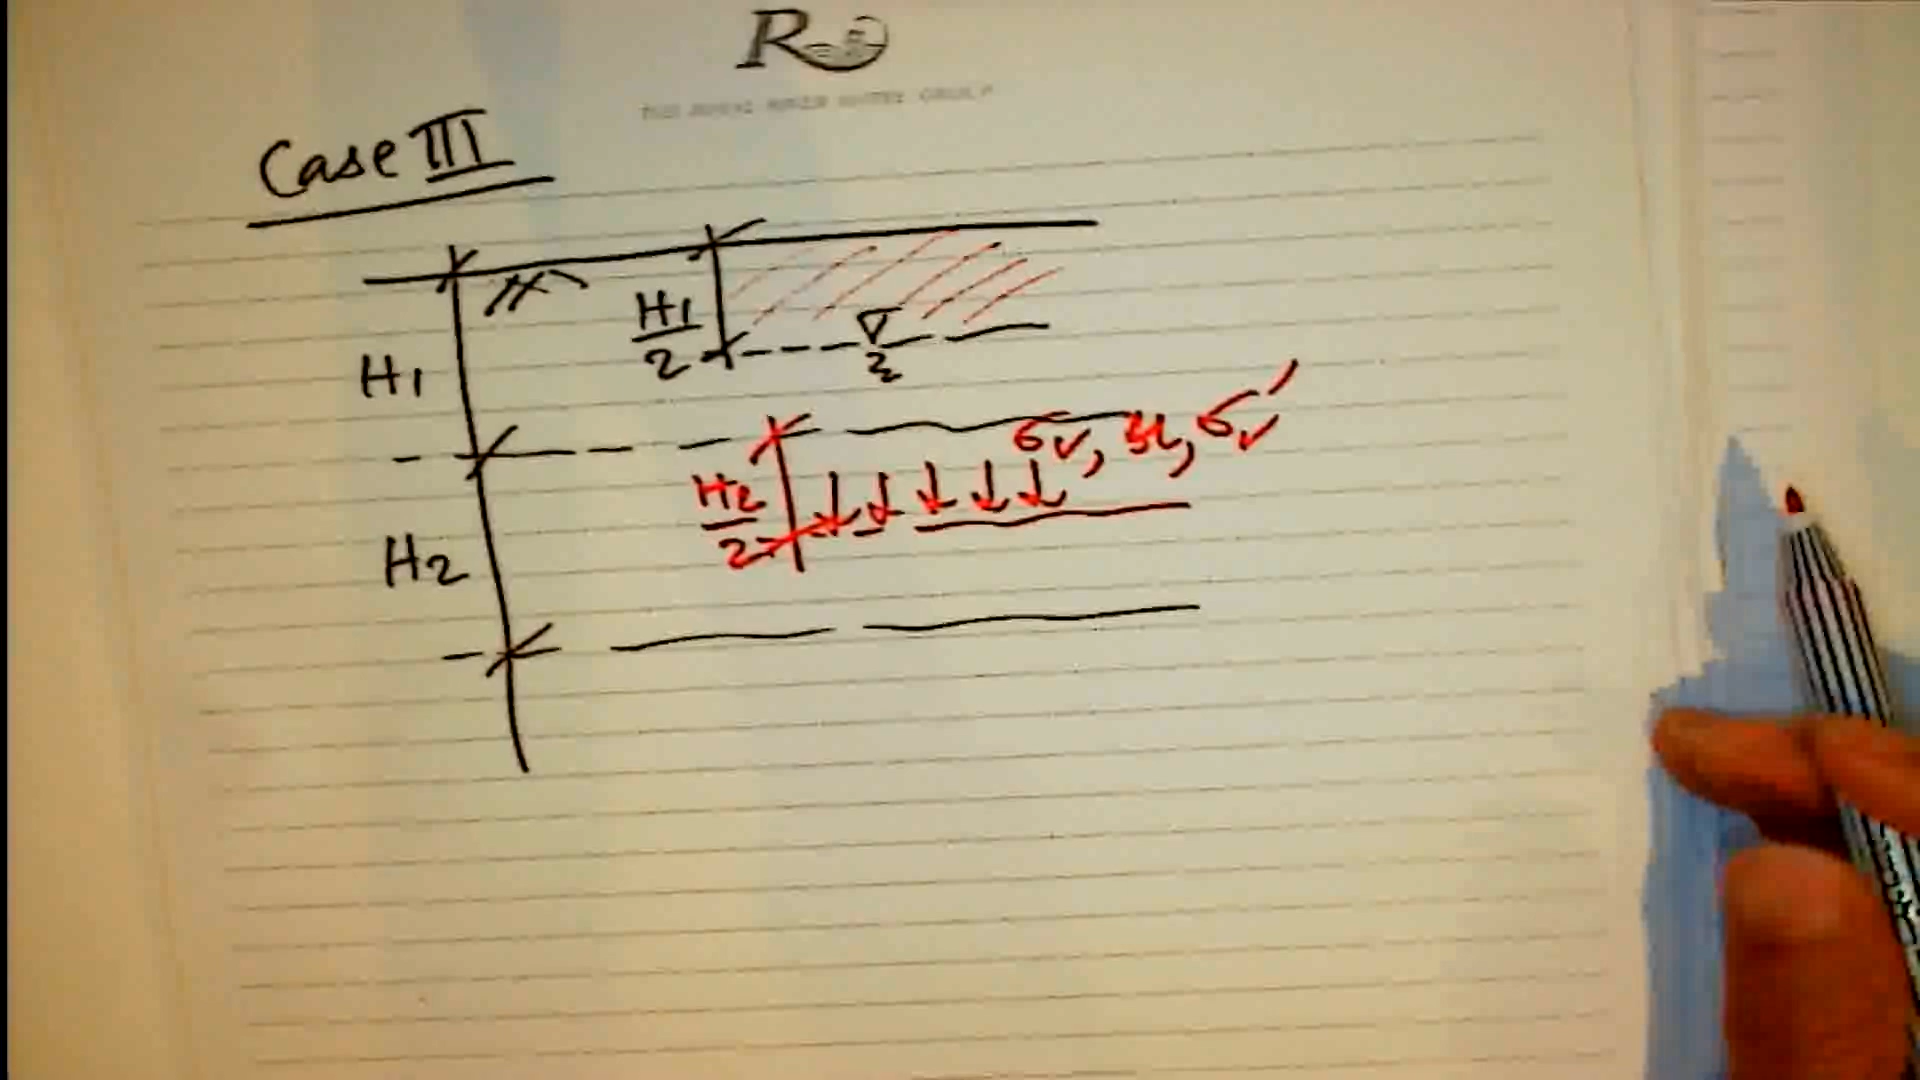 R
Case III
H1/2
H1
σv, u, σv'
H2/2
H2